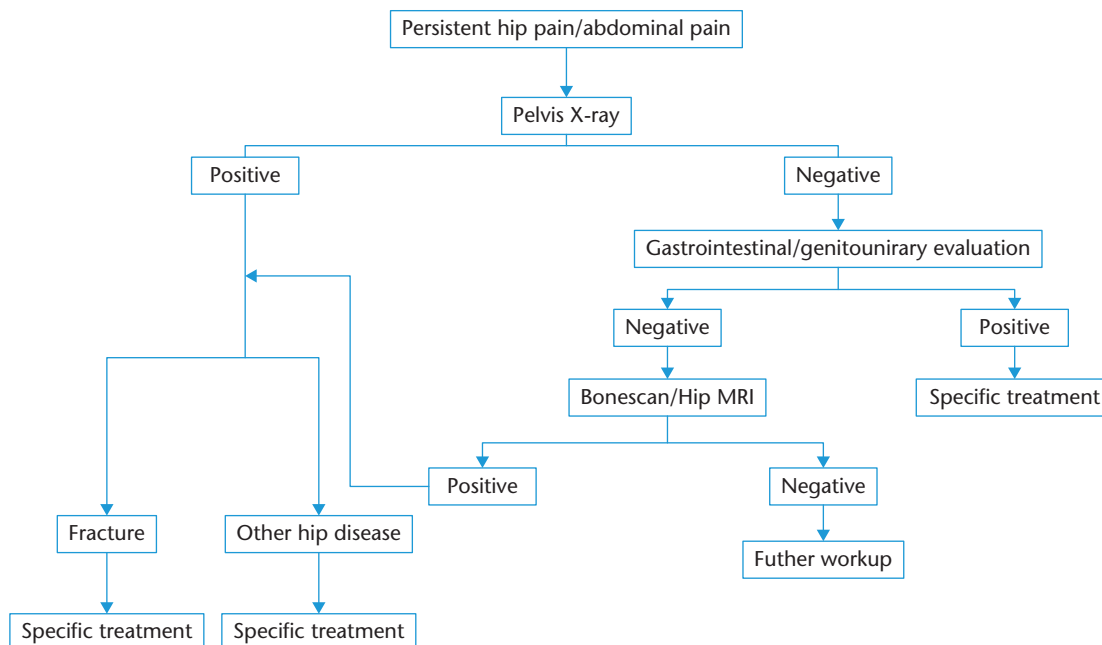 Persistent hip pain/abdominal pain
Pelvis X-ray
Positive
Negative
Gastrointestinal/genitounirary evaluation
Negative
Positive
Bonescan/Hip MRI
Specific treatment
Positive
Negative
Fracture
Other hip disease
Futher workup
Specific treatment
Specific treatment